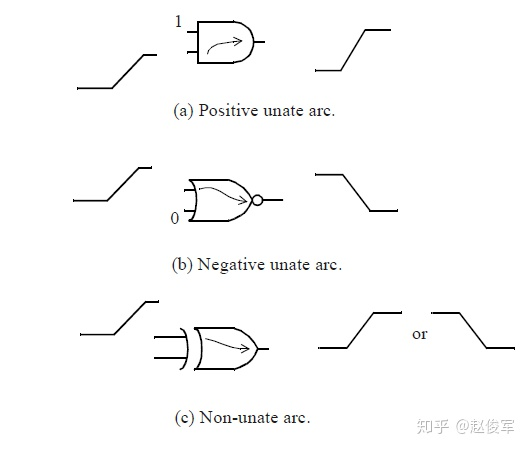 1
(a) Positive unate arc.
0
(b) Negative unate arc.
or
(c) Non-unate arc.
知乎 @赵俊军